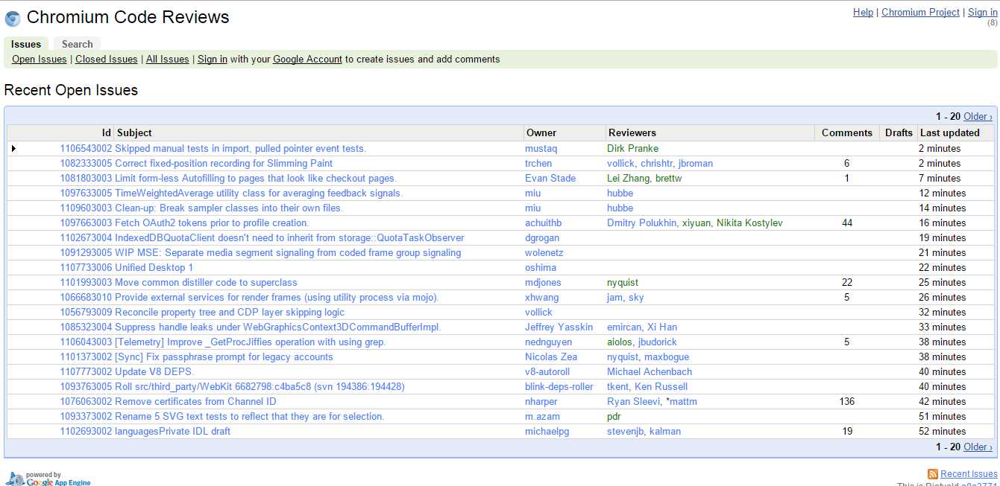 Chromium Code Reviews
Help | Chromium Project | Sign in
(8)
Issues Search
Open Issues | Closed Issues | All Issues | Sign in with your Google Account to create issues and add comments
Recent Open Issues
1 - 20 Older ›
Id Subject Owner Reviewers Comments Drafts Last updated
1106543002 Skipped manual tests in import, pulled pointer event tests. mustaq Dirk Pranke 2 minutes
1082333005 Correct fixed-position recording for Slimming Paint trchen vollick, chrishtr, jbroman 6 2 minutes
1081803003 Limit form-less Autofilling to pages that look like checkout pages. Evan Stade Lei Zhang, brettw 1 7 minutes
1097633005 TimeWeightedAverage utility class for averaging feedback signals. miu hubbe 12 minutes
1109603003 Clean-up: Break sampler classes into their own files. miu hubbe 14 minutes
1097663003 Fetch OAuth2 tokens prior to profile creation. achuithb Dmitry Polukhin, xiyuan, Nikita Kostylev 44 16 minutes
1102673004 IndexedDBQuotaClient doesn't need to inherit from storage::QuotaTaskObserver dgrogan 19 minutes
1091293005 WIP MSE: Separate media segment signaling from coded frame group signaling wolenetz 21 minutes
1107733006 Unified Desktop 1 oshima 22 minutes
1101993003 Move common distiller code to superclass mdjones nyquist 22 25 minutes
1066683010 Provide external services for render frames (using utility process via mojo). xhwang jam, sky 5 26 minutes
1056793009 Reconcile property tree and CDP layer skipping logic vollick 32 minutes
1085323004 Suppress handle leaks under WebGraphicsContext3DCommandBufferImpl. Jeffrey Yasskin emircan, Xi Han 33 minutes
1106043003 [Telemetry] Improve _GetProcJiffies operation with using grep. nednguyen aiolos, jbudorick 5 38 minutes
1101373002 [Sync] Fix passphrase prompt for legacy accounts Nicolas Zea nyquist, maxbogue 38 minutes
1107773002 Update V8 DEPS. v8-autoroll Michael Achenbach 40 minutes
1093763005 Roll src/third_party/WebKit 6682798:c4ba5c8 (svn 194386:194428) blink-deps-roller tkent, Ken Russell 40 minutes
1076063002 Remove certificates from Channel ID nharper Ryan Sleevi, *mattm 136 42 minutes
1093373002 Rename 5 SVG text tests to reflect that they are for selection. m.azam pdr 51 minutes
1102693002 languagesPrivate IDL draft michaelpg stevenjb, kalman 19 52 minutes
1 - 20 Older ›
powered by
Google App Engine
Recent Issues
This is Rietveld